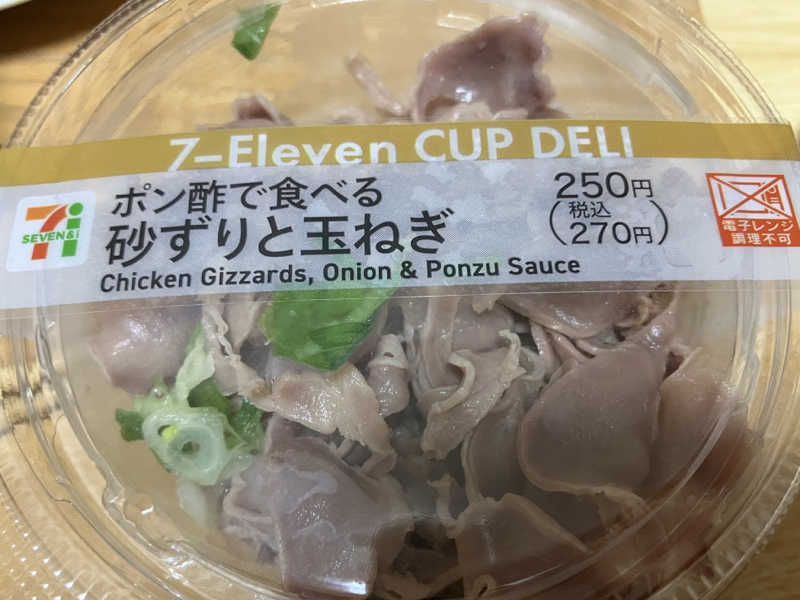 7-Eleven CUP DELI
SEVEN&i
ポン酢で食べる
砂ずりと玉ねぎ
Chicken Gizzards, Onion & Ponzu Sauce
250円
(税込
270円)
電子レンジ
調理不可